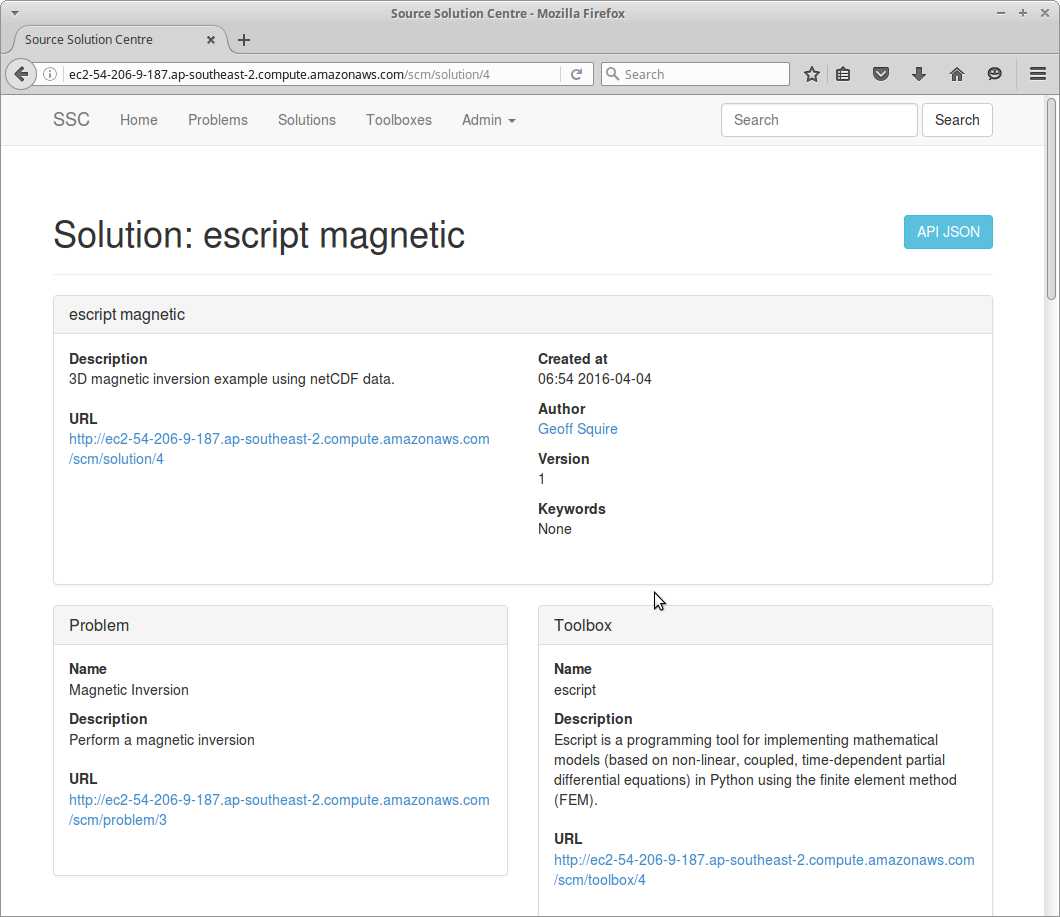 Source Solution Centre - Mozilla Firefox
Source Solution Centre
ec2-54-206-9-187.ap-southeast-2.compute.amazonaws.com/scm/solution/4
Search
SSC Home Problems Solutions Toolboxes Admin
Search Search
Solution: escript magnetic
API JSON
escript magnetic
Description
3D magnetic inversion example using netCDF data.
URL
http://ec2-54-206-9-187.ap-southeast-2.compute.amazonaws.com
/scm/solution/4
Created at
06:54 2016-04-04
Author
Geoff Squire
Version
1
Keywords
None
Problem
Name
Magnetic Inversion
Description
Perform a magnetic inversion
URL
http://ec2-54-206-9-187.ap-southeast-2.compute.amazonaws.com
/scm/problem/3
Toolbox
Name
escript
Description
Escript is a programming tool for implementing mathematical
models (based on non-linear, coupled, time-dependent partial
differential equations) in Python using the finite element method
(FEM).
URL
http://ec2-54-206-9-187.ap-southeast-2.compute.amazonaws.com
/scm/toolbox/4